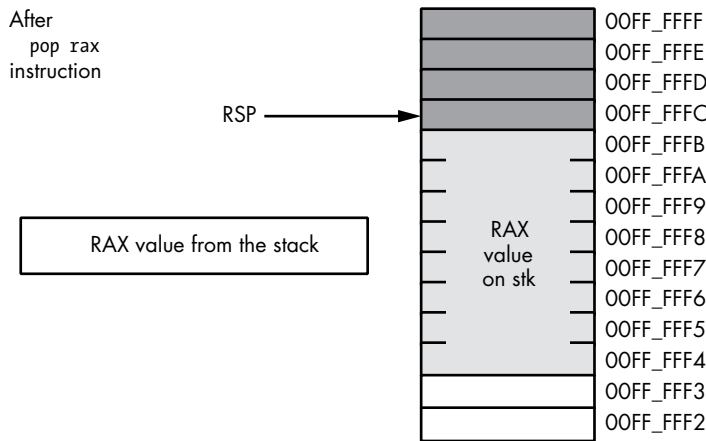 After
pop rax
instruction
RSP
RAX value from the stack
RAX
value
on stk
00FF_FFFF
00FF_FFFE
00FF_FFFD
00FF_FFFC
00FF_FFFB
00FF_FFFA
00FF_FFF9
00FF_FFF8
00FF_FFF7
00FF_FFF6
00FF_FFF5
00FF_FFF4
00FF_FFF3
00FF_FFF2